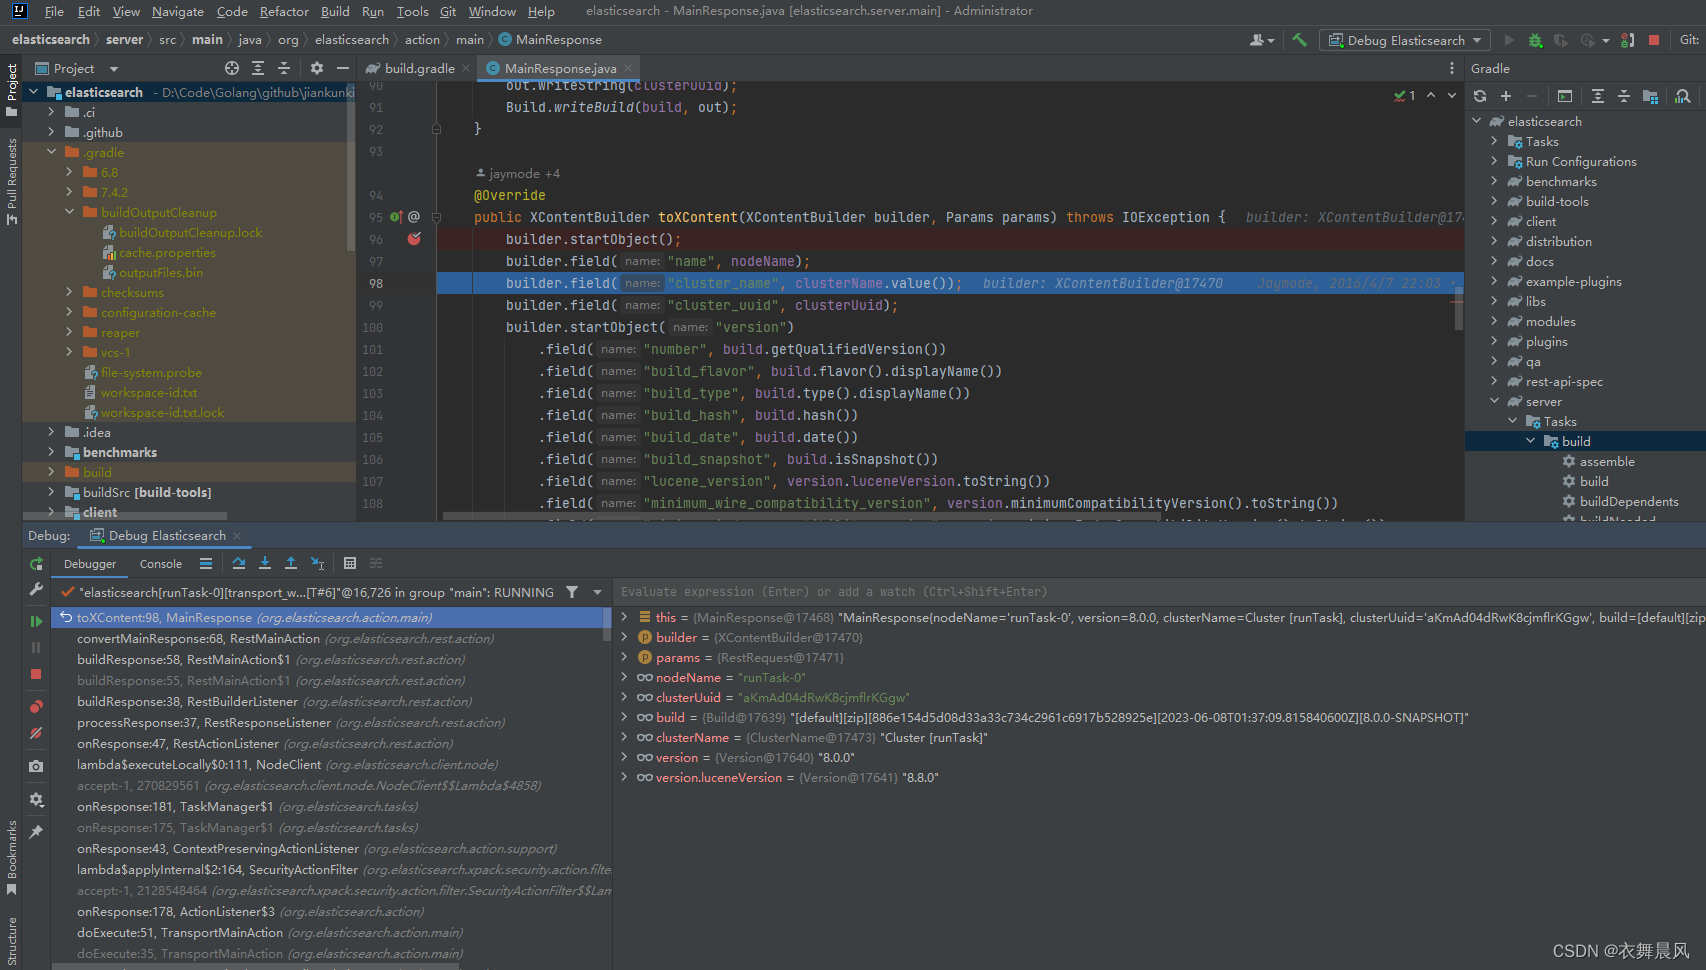 File Edit View Navigate Code Refactor Build Run Tools Git Window Help elasticsearch - MainResponse.java [elasticsearch.server.main] - Administrator
elasticsearch server src main java org elasticsearch action main MainResponse
Debug Elasticsearch
Git:
Project
Pull Requests
Bookmarks
Structure
Project
elasticsearch - D:\Code\Golang\github\jiankunki
.ci
.github
.gradle
6.8
7.4.2
buildOutputCleanup
buildOutputCleanup.lock
cache.properties
outputFiles.bin
checksums
configuration-cache
reaper
vcs-1
file-system.probe
workspace-id.txt
workspace-id.txt.lock
.idea
benchmarks
build
buildSrc [build-tools]
client
build.gradle
MainResponse.java
1
90 out.writeString(clusterUuid);
91 Build.writeBuild(build, out);
92 }
93
jaymode +4
94 @Override
95 @ public XContentBuilder toXContent(XContentBuilder builder, Params params) throws IOException { builder: XContentBuilder@174
96 builder.startObject();
97 builder.field( name: "name", nodeName);
98 builder.field( name: "cluster_name", clusterName.value()); builder: XContentBuilder@17470 Jaymode, 2016/4/7 22:03 ·
99 builder.field( name: "cluster_uuid", clusterUuid);
100 builder.startObject( name: "version")
101 .field( name: "number", build.getQualifiedVersion())
102 .field( name: "build_flavor", build.flavor().displayName())
103 .field( name: "build_type", build.type().displayName())
104 .field( name: "build_hash", build.hash())
105 .field( name: "build_date", build.date())
106 .field( name: "build_snapshot", build.isSnapshot())
107 .field( name: "lucene_version", version.luceneVersion.toString())
108 .field( name: "minimum_wire_compatibility_version", version.minimumCompatibilityVersion().toString())
Gradle
elasticsearch
Tasks
Run Configurations
benchmarks
build-tools
client
distribution
docs
example-plugins
libs
modules
plugins
qa
rest-api-spec
server
Tasks
build
assemble
build
buildDependents
buildNeeded
Debug: Debug Elasticsearch
Debugger Console
"elasticsearch[runTask-0][transport_w...[T#6]"@16,726 in group "main": RUNNING
toXContent:98, MainResponse (org.elasticsearch.action.main)
convertMainResponse:68, RestMainAction (org.elasticsearch.rest.action)
buildResponse:58, RestMainAction$1 (org.elasticsearch.rest.action)
buildResponse:55, RestMainAction$1 (org.elasticsearch.rest.action)
buildResponse:38, RestBuilderListener (org.elasticsearch.rest.action)
processResponse:37, RestResponseListener (org.elasticsearch.rest.action)
onResponse:47, RestActionListener (org.elasticsearch.rest.action)
lambda$executeLocally$0:111, NodeClient (org.elasticsearch.client.node)
accept:-1, 270829561 (org.elasticsearch.client.node.NodeClient$$Lambda$4858)
onResponse:181, TaskManager$1 (org.elasticsearch.tasks)
onResponse:175, TaskManager$1 (org.elasticsearch.tasks)
onResponse:43, ContextPreservingActionListener (org.elasticsearch.action.support)
lambda$applyInternal$2:164, SecurityActionFilter (org.elasticsearch.xpack.security.action.filte
accept:-1, 2128548464 (org.elasticsearch.xpack.security.action.filter.SecurityActionFilter$$Lam
onResponse:178, ActionListener$3 (org.elasticsearch.action)
doExecute:51, TransportMainAction (org.elasticsearch.action.main)
doExecute:35, TransportMainAction (org.elasticsearch.action.main)
Evaluate expression (Enter) or add a watch (Ctrl+Shift+Enter)
this = {MainResponse@17468} "MainResponse{nodeName='runTask-0', version=8.0.0, clusterName=Cluster [runTask], clusterUuid='aKmAd04dRwK8cjmflrKGgw', build=[default][zip
builder = {XContentBuilder@17470}
params = {RestRequest@17471}
nodeName = "runTask-0"
clusterUuid = "aKmAd04dRwK8cjmflrKGgw"
build = {Build@17639} "[default][zip][886e154d5d08d33a33c734c2961c6917b528925e][2023-06-08T01:37:09.815840600Z][8.0.0-SNAPSHOT]"
clusterName = {ClusterName@17473} "Cluster [runTask]"
version = {Version@17640} "8.0.0"
version.luceneVersion = {Version@17641} "8.8.0"
CSDN @衣舞晨风